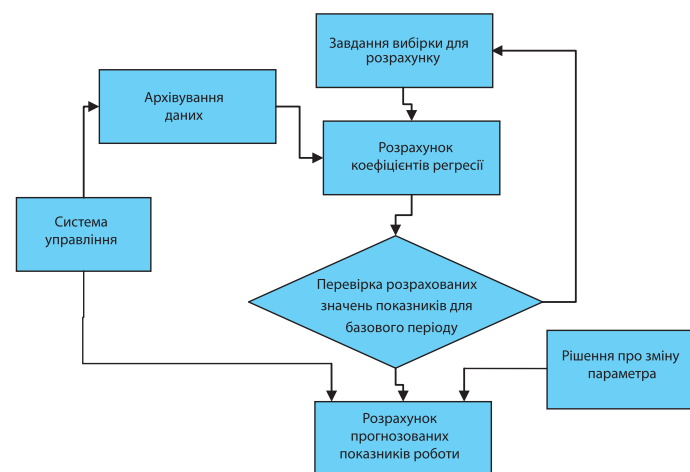 Завдання вибірки для
розрахунку
Архівування
даних
Розрахунок
коефіцієнтів регресії
Система
управління
Перевірка розрахованих
значень показників для
базового періоду
Рішення про зміну
параметра
Розрахунок
прогнозованих
показників роботи